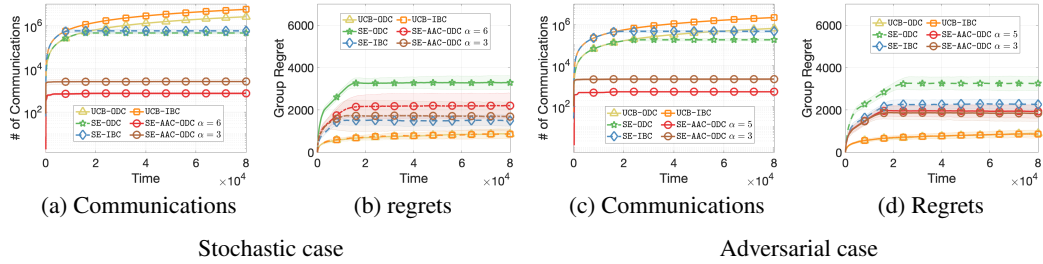 # of Communications
10^6
10^4
10^2
UCB-ODC
UCB-IBC
SE-ODC
SE-AAC-ODC α = 6
SE-IBC
SE-AAC-ODC α = 3
0 2 4 6 8
Time
×10^4
(a) Communications
Group Regret
6000
4000
2000
0
UCB-ODC
UCB-IBC
SE-ODC
SE-AAC-ODC α = 6
SE-IBC
SE-AAC-ODC α = 3
0 2 4 6 8
Time
×10^4
(b) regrets
# of Communications
10^6
10^4
10^2
UCB-ODC
UCB-IBC
SE-ODC
SE-AAC-ODC α = 5
SE-IBC
SE-AAC-ODC α = 3
0 2 4 6 8
Time
×10^4
(c) Communications
Group Regret
6000
4000
2000
0
UCB-ODC
UCB-IBC
SE-ODC
SE-AAC-ODC α = 5
SE-IBC
SE-AAC-ODC α = 3
0 2 4 6 8
Time
×10^4
(d) Regrets
Stochastic case
Adversarial case